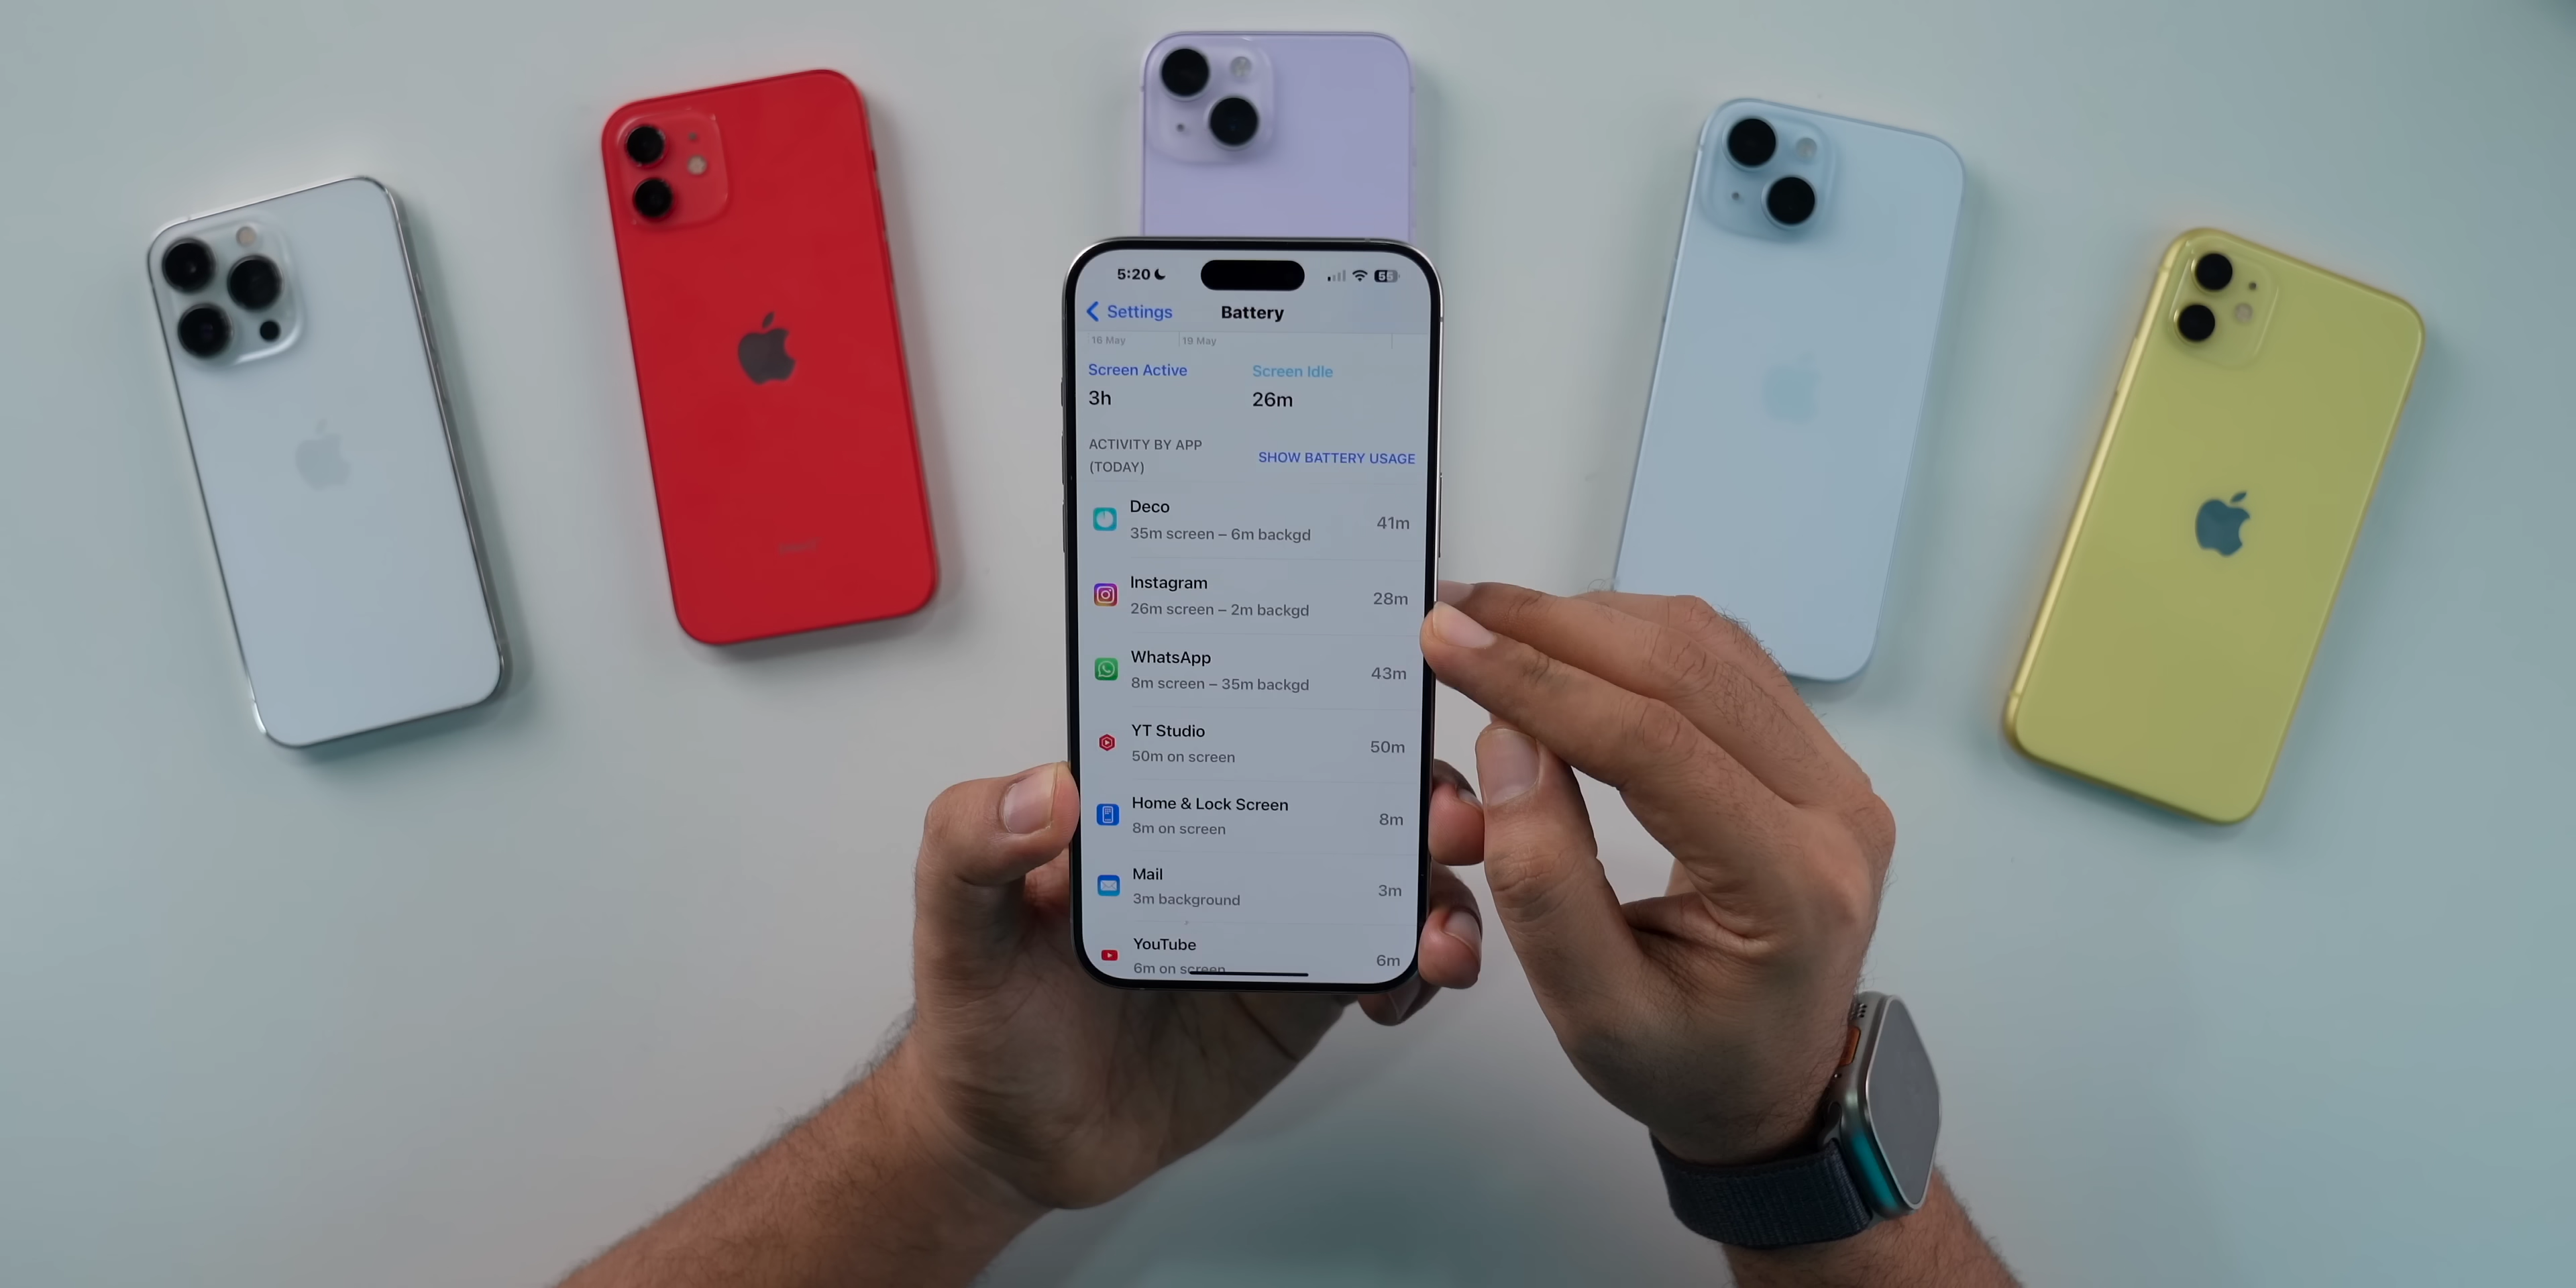 5:20
Settings
Battery
16 May
19 May
Screen Active
Screen Idle
3h
26m
ACTIVITY BY APP
(TODAY)
SHOW BATTERY USAGE
Deco
35m screen – 6m backgd
41m
Instagram
26m screen – 2m backgd
28m
WhatsApp
8m screen – 35m backgd
43m
YT Studio
50m on screen
50m
Home & Lock Screen
8m on screen
8m
Mail
3m background
3m
YouTube
6m on screen
6m